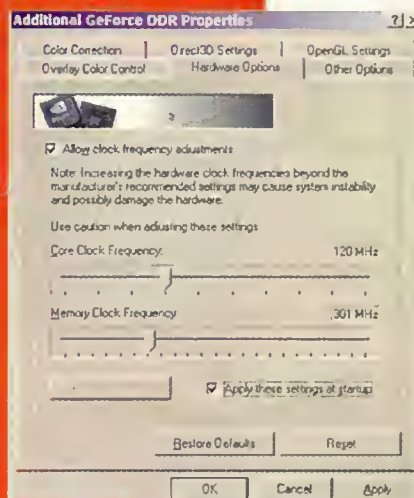 Additional GeForce DDR Properties
Color Correction
Direct3D Settings
OpenGL Settings
Overlay Color Control
Hardware Options
Other Options
Allow clock frequency adjustments
Note: Increasing the hardware clock frequencies beyond the
manufacturer's recommended settings may cause system instability
and possibly damage the hardware.
Use caution when adjusting these settings
Core Clock Frequency:
120 MHz
Memory Clock Frequency
301 MHz
Apply these settings at startup
Restore Defaults
Reset
OK
Cancel
Apply